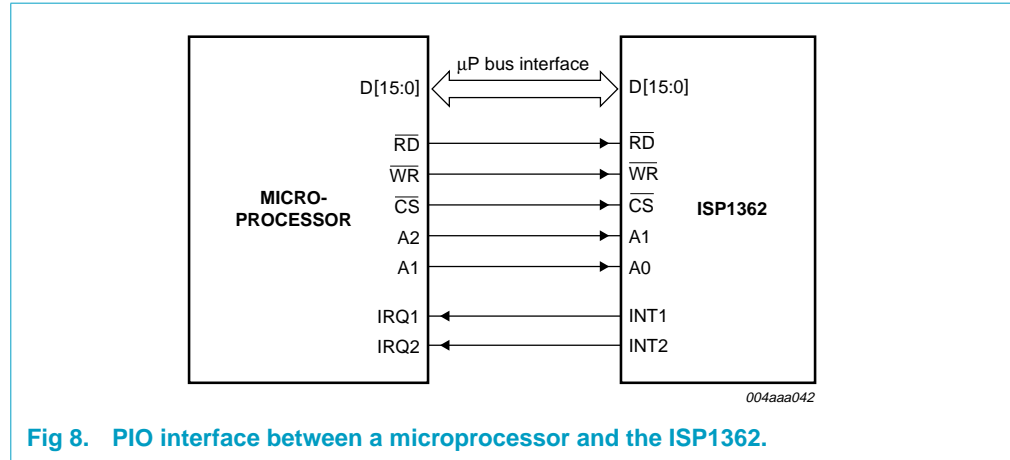 μP bus interface
D[15:0] D[15:0]
RD RD
WR WR
MICRO-
PROCESSOR
CS CS
ISP1362
A2 A1
A1 A0
IRQ1 INT1
IRQ2 INT2
004aaa042
Fig 8. PIO interface between a microprocessor and the ISP1362.